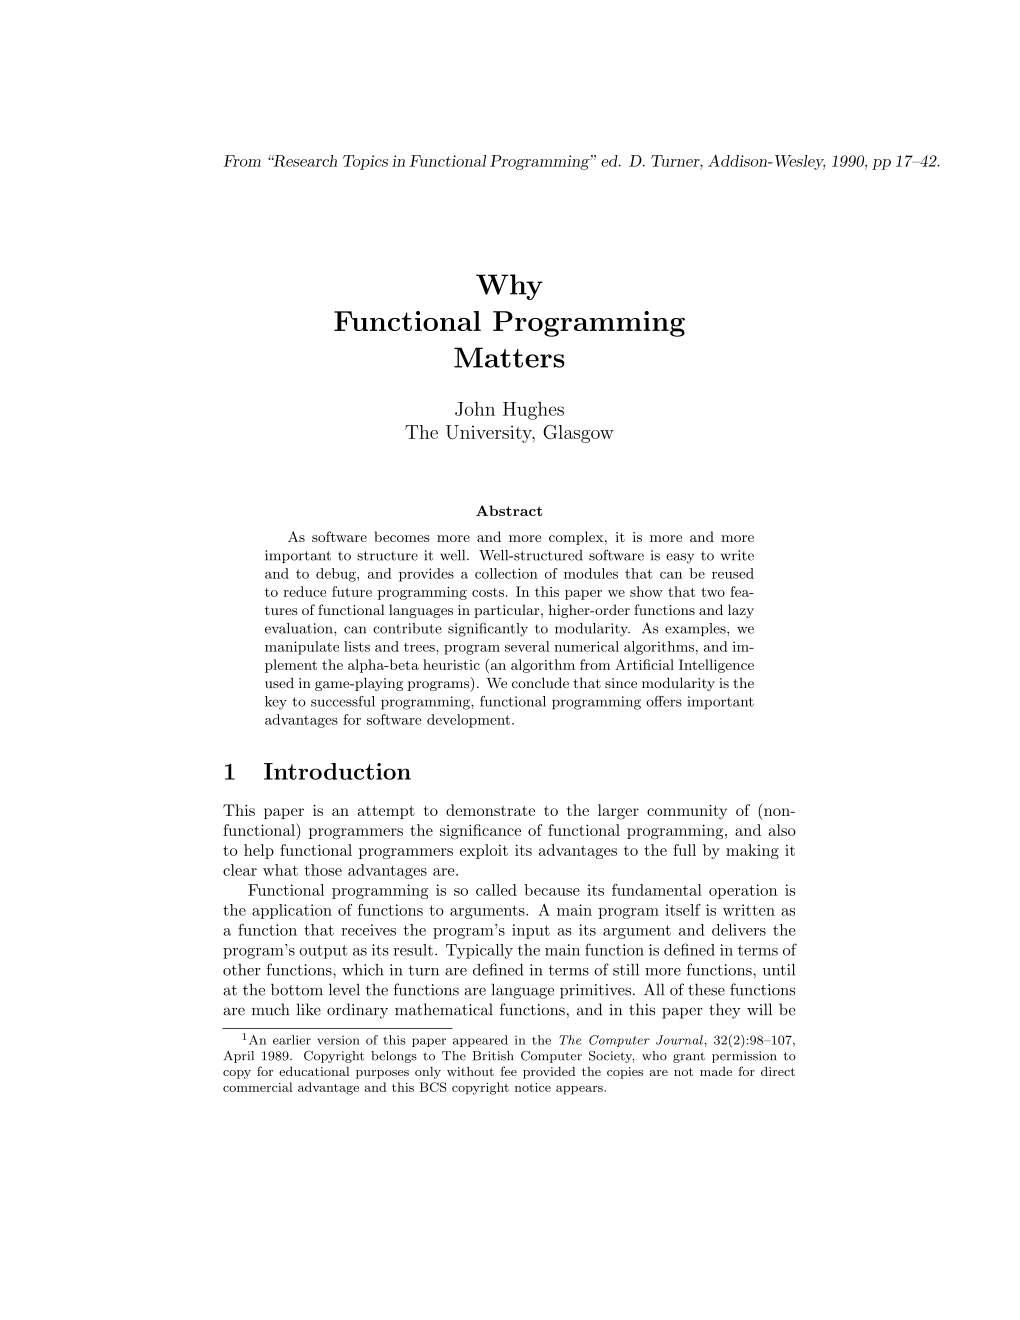 From “Research Topics in Functional Programming” ed. D. Turner, Addison-Wesley, 1990, pp 17–42.
Why
Functional Programming
Matters
John Hughes
The University, Glasgow
Abstract
As software becomes more and more complex, it is more and more
important to structure it well. Well-structured software is easy to write
and to debug, and provides a collection of modules that can be reused
to reduce future programming costs. In this paper we show that two fea-
tures of functional languages in particular, higher-order functions and lazy
evaluation, can contribute significantly to modularity. As examples, we
manipulate lists and trees, program several numerical algorithms, and im-
plement the alpha-beta heuristic (an algorithm from Artificial Intelligence
used in game-playing programs). We conclude that since modularity is the
key to successful programming, functional programming offers important
advantages for software development.
1 Introduction
This paper is an attempt to demonstrate to the larger community of (non-
functional) programmers the significance of functional programming, and also
to help functional programmers exploit its advantages to the full by making it
clear what those advantages are.
Functional programming is so called because its fundamental operation is
the application of functions to arguments. A main program itself is written as
a function that receives the program’s input as its argument and delivers the
program’s output as its result. Typically the main function is defined in terms of
other functions, which in turn are defined in terms of still more functions, until
at the bottom level the functions are language primitives. All of these functions
are much like ordinary mathematical functions, and in this paper they will be
1An earlier version of this paper appeared in the The Computer Journal, 32(2):98–107,
April 1989. Copyright belongs to The British Computer Society, who grant permission to
copy for educational purposes only without fee provided the copies are not made for direct
commercial advantage and this BCS copyright notice appears.